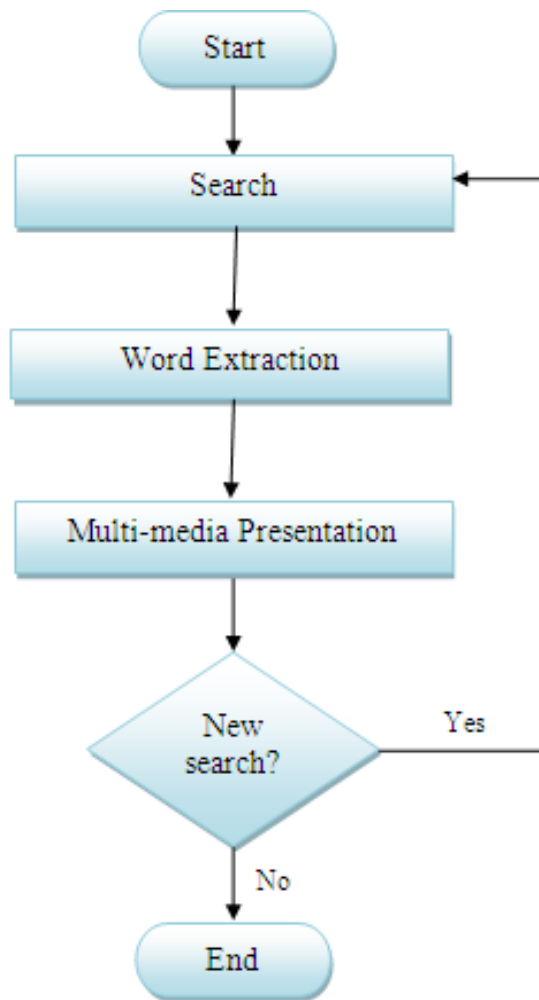 Start
Search
Word Extraction
Multi-media Presentation
New
search?
Yes
No
End